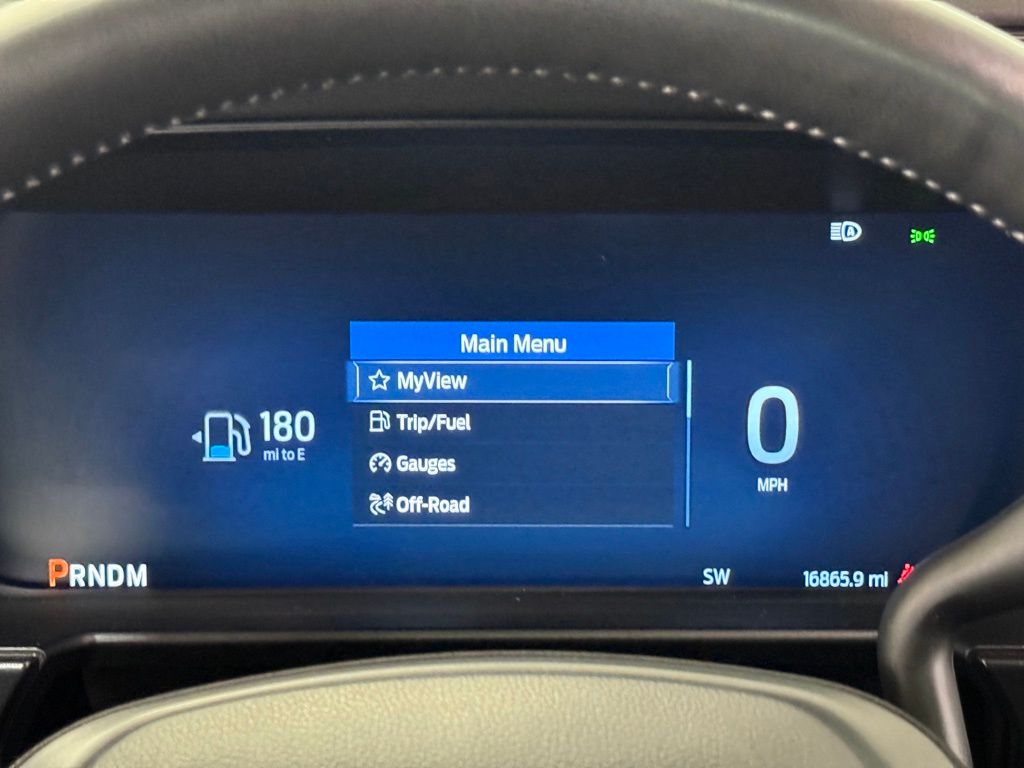 A
Main Menu
MyView
Trip/Fuel
Gauges
Off-Road
180
mi to E
0
MPH
PRNDM
SW
16865.9 mi